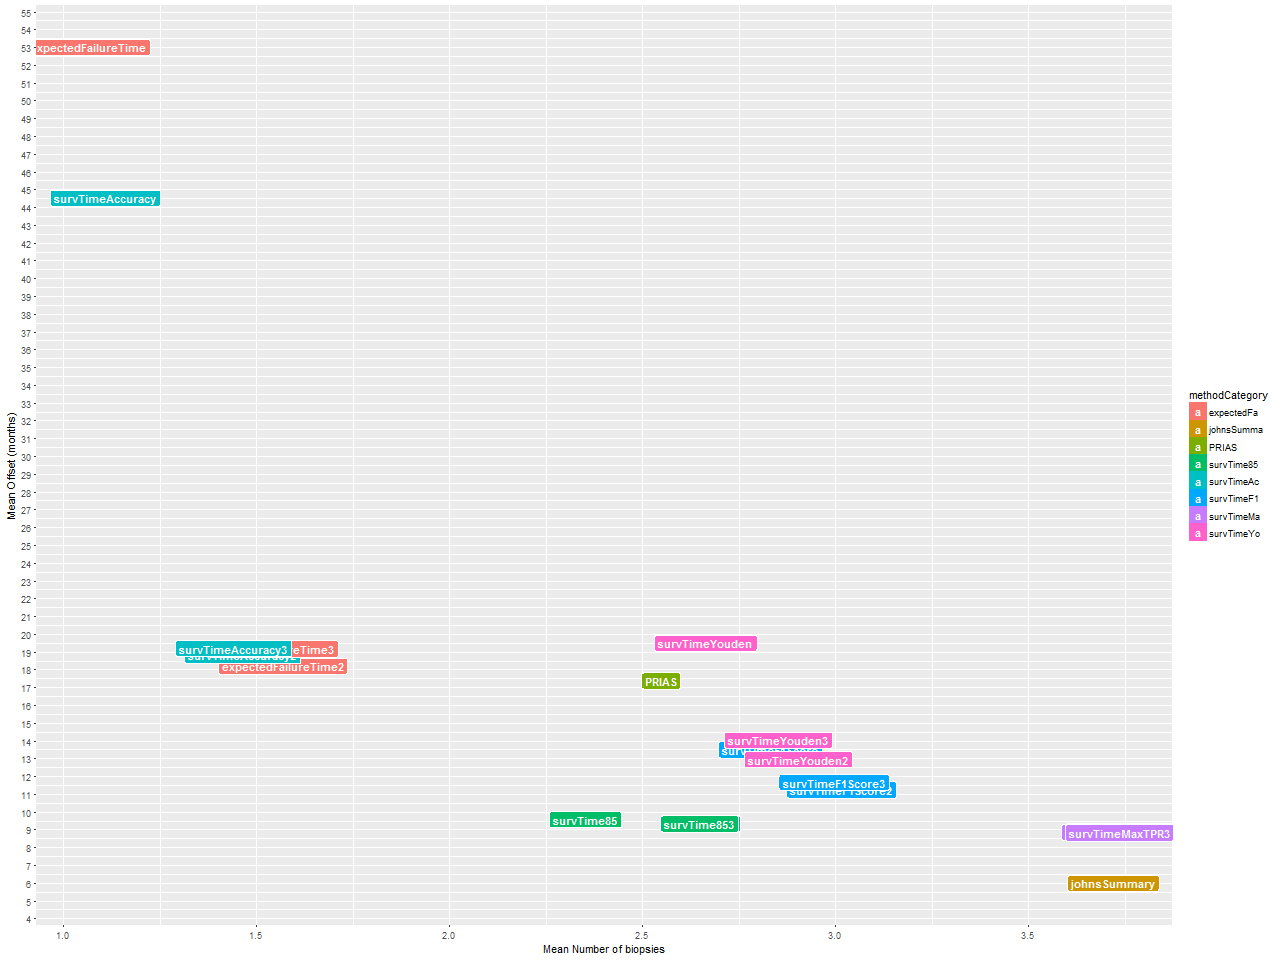 55
54
53
52
51
50
49
48
47
46
45
44
43
42
41
40
39
38
37
36
35
34
33
32
31
30
29
28
27
26
25
24
23
22
21
20
19
18
17
16
15
14
13
12
11
10
9
8
7
6
5
4
Mean Offset (months)
xpectedFailureTime
survTimeAccuracy
survTimeAccuracy3
eTime3
expectedFailureTime2
survTimeYouden
PRIAS
survTimeYouden3
survTimeYouden2
survTimeF1Score3
survTimeF1Score2
survTime85
survTime853
survTimeMaxTPR3
johnsSummary
1.0
1.5
2.0
2.5
3.0
3.5
Mean Number of biopsies
methodCategory
a expectedFa
a johnsSumma
a PRIAS
a survTime85
a survTimeAc
a survTimeF1
a survTimeMa
a survTimeYo